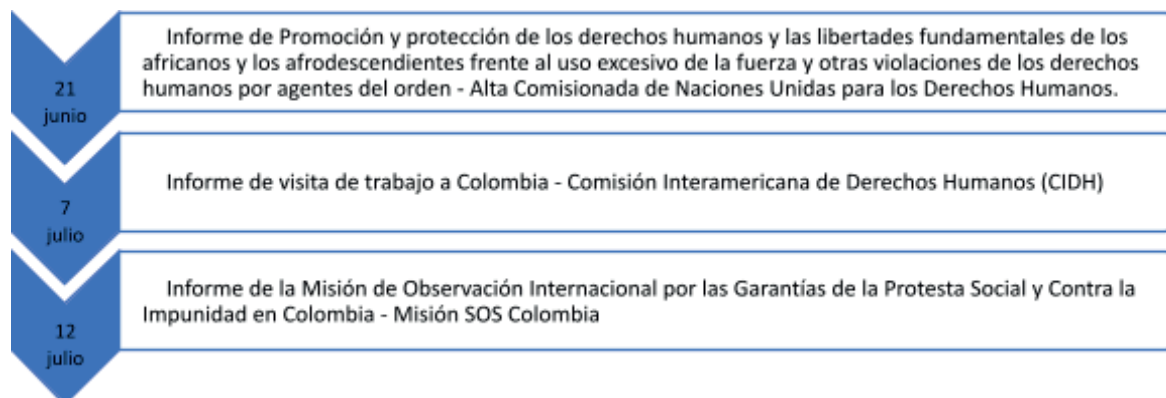 21
junio
Informe de Promoción y protección de los derechos humanos y las libertades fundamentales de los
africanos y los afrodescendientes frente al uso excesivo de la fuerza y otras violaciones de los derechos
humanos por agentes del orden - Alta Comisionada de Naciones Unidas para los Derechos Humanos.
7
julio
Informe de visita de trabajo a Colombia - Comisión Interamericana de Derechos Humanos (CIDH)
12
julio
Informe de la Misión de Observación Internacional por las Garantías de la Protesta Social y Contra la
Impunidad en Colombia - Misión SOS Colombia